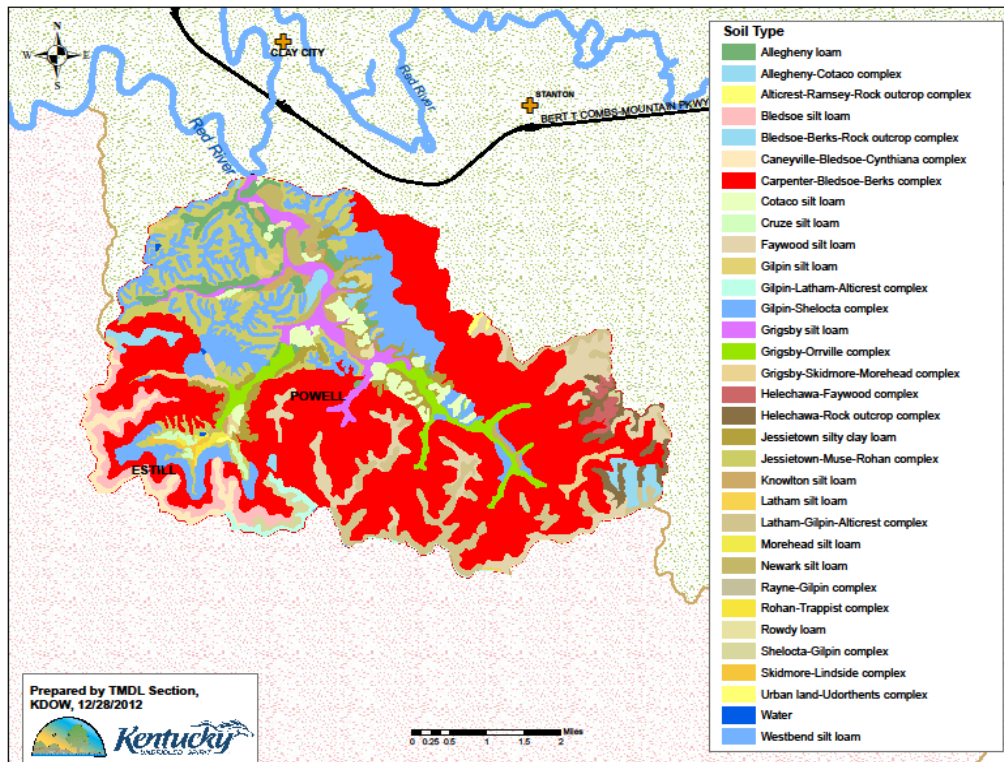 N
W
E
S
CLAY CITY
Red River
Red River
STANTON
BERT T COMBS-MOUNTAIN PKWY
POWELL
ESTILL
Soil Type
Allegheny loam
Allegheny-Cotaco complex
Alticrest-Ramsey-Rock outcrop complex
Bledsoe silt loam
Bledsoe-Berks-Rock outcrop complex
Caneyville-Bledsoe-Cynthiana complex
Carpenter-Bledsoe-Berks complex
Cotaco silt loam
Cruze silt loam
Faywood silt loam
Gilpin silt loam
Gilpin-Latham-Alticrest complex
Gilpin-Shelocta complex
Grigsby silt loam
Grigsby-Orrville complex
Grigsby-Skidmore-Morehead complex
Helechawa-Faywood complex
Helechawa-Rock outcrop complex
Jessietown silty clay loam
Jessietown-Muse-Rohan complex
Knowlton silt loam
Latham silt loam
Latham-Gilpin-Alticrest complex
Morehead silt loam
Newark silt loam
Rayne-Gilpin complex
Rohan-Trappist complex
Rowdy loam
Shelocta-Gilpin complex
Skidmore-Lindside complex
Urban land-Udorthents complex
Water
Westbend silt loam
Prepared by TMDL Section,
KDOW, 12/28/2012
Kentucky
UNBRIDLED SPIRIT
Miles
0 0.25 0.5 1 1.5 2